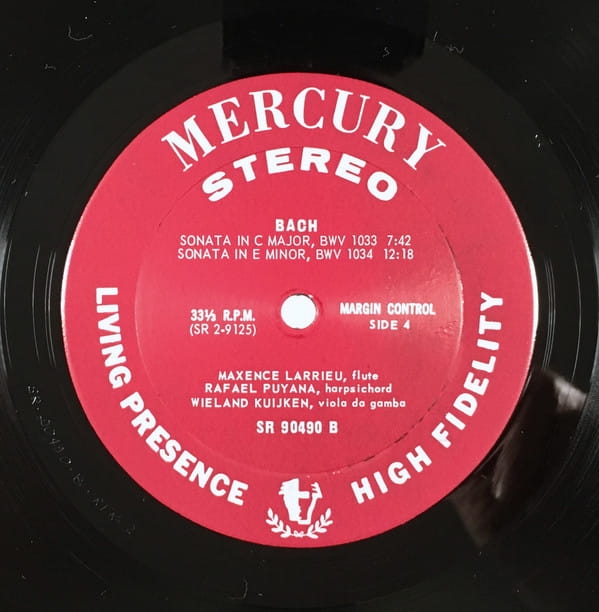 MERCURY
STEREO
BACH
SONATA IN C MAJOR, BWV 1033 7:42
SONATA IN E MINOR, BWV 1034 12:18
33⅓ R.P.M.
(SR 2-9125)
MARGIN CONTROL
SIDE 4
MAXENCE LARRIEU, flute
RAFAEL PUYANA, harpsichord
WIELAND KUIJKEN, viola da gamba
SR 90490 B
LIVING PRESENCE
HIGH FIDELITY